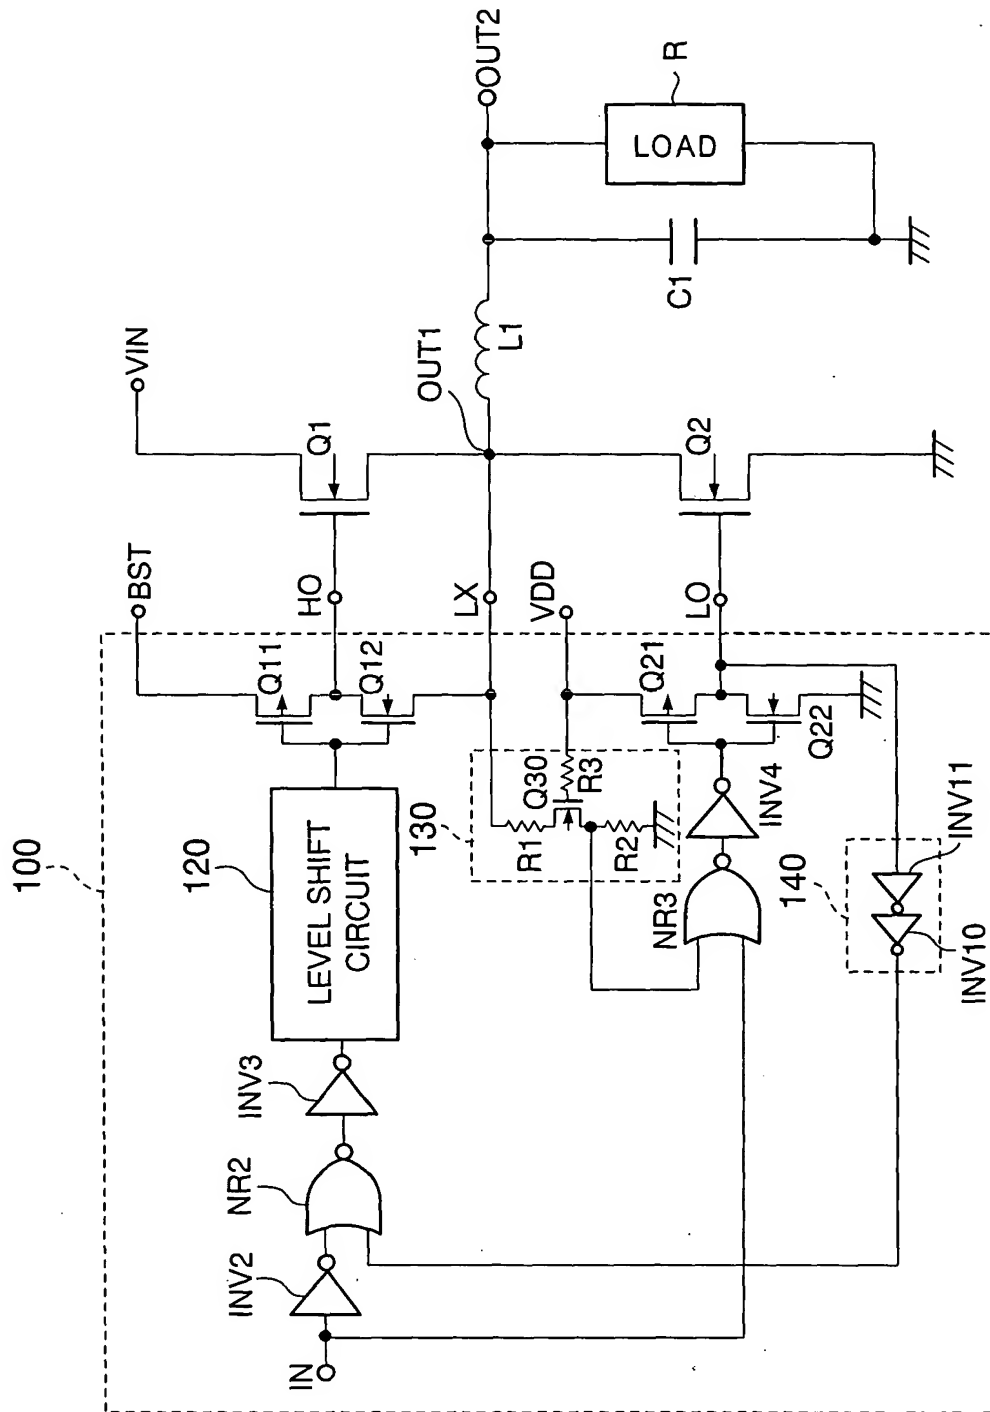 100
BST
VIN
Q11
HO
Q1
Q12
120
LEVEL SHIFT
CIRCUIT
INV3
NR2
INV2
IN
LX
OUT1
L1
OUT2
130
Q30
R1
R2
R3
VDD
Q21
LO
Q2
Q22
NR3
INV4
C1
LOAD
R
140
INV11
INV10